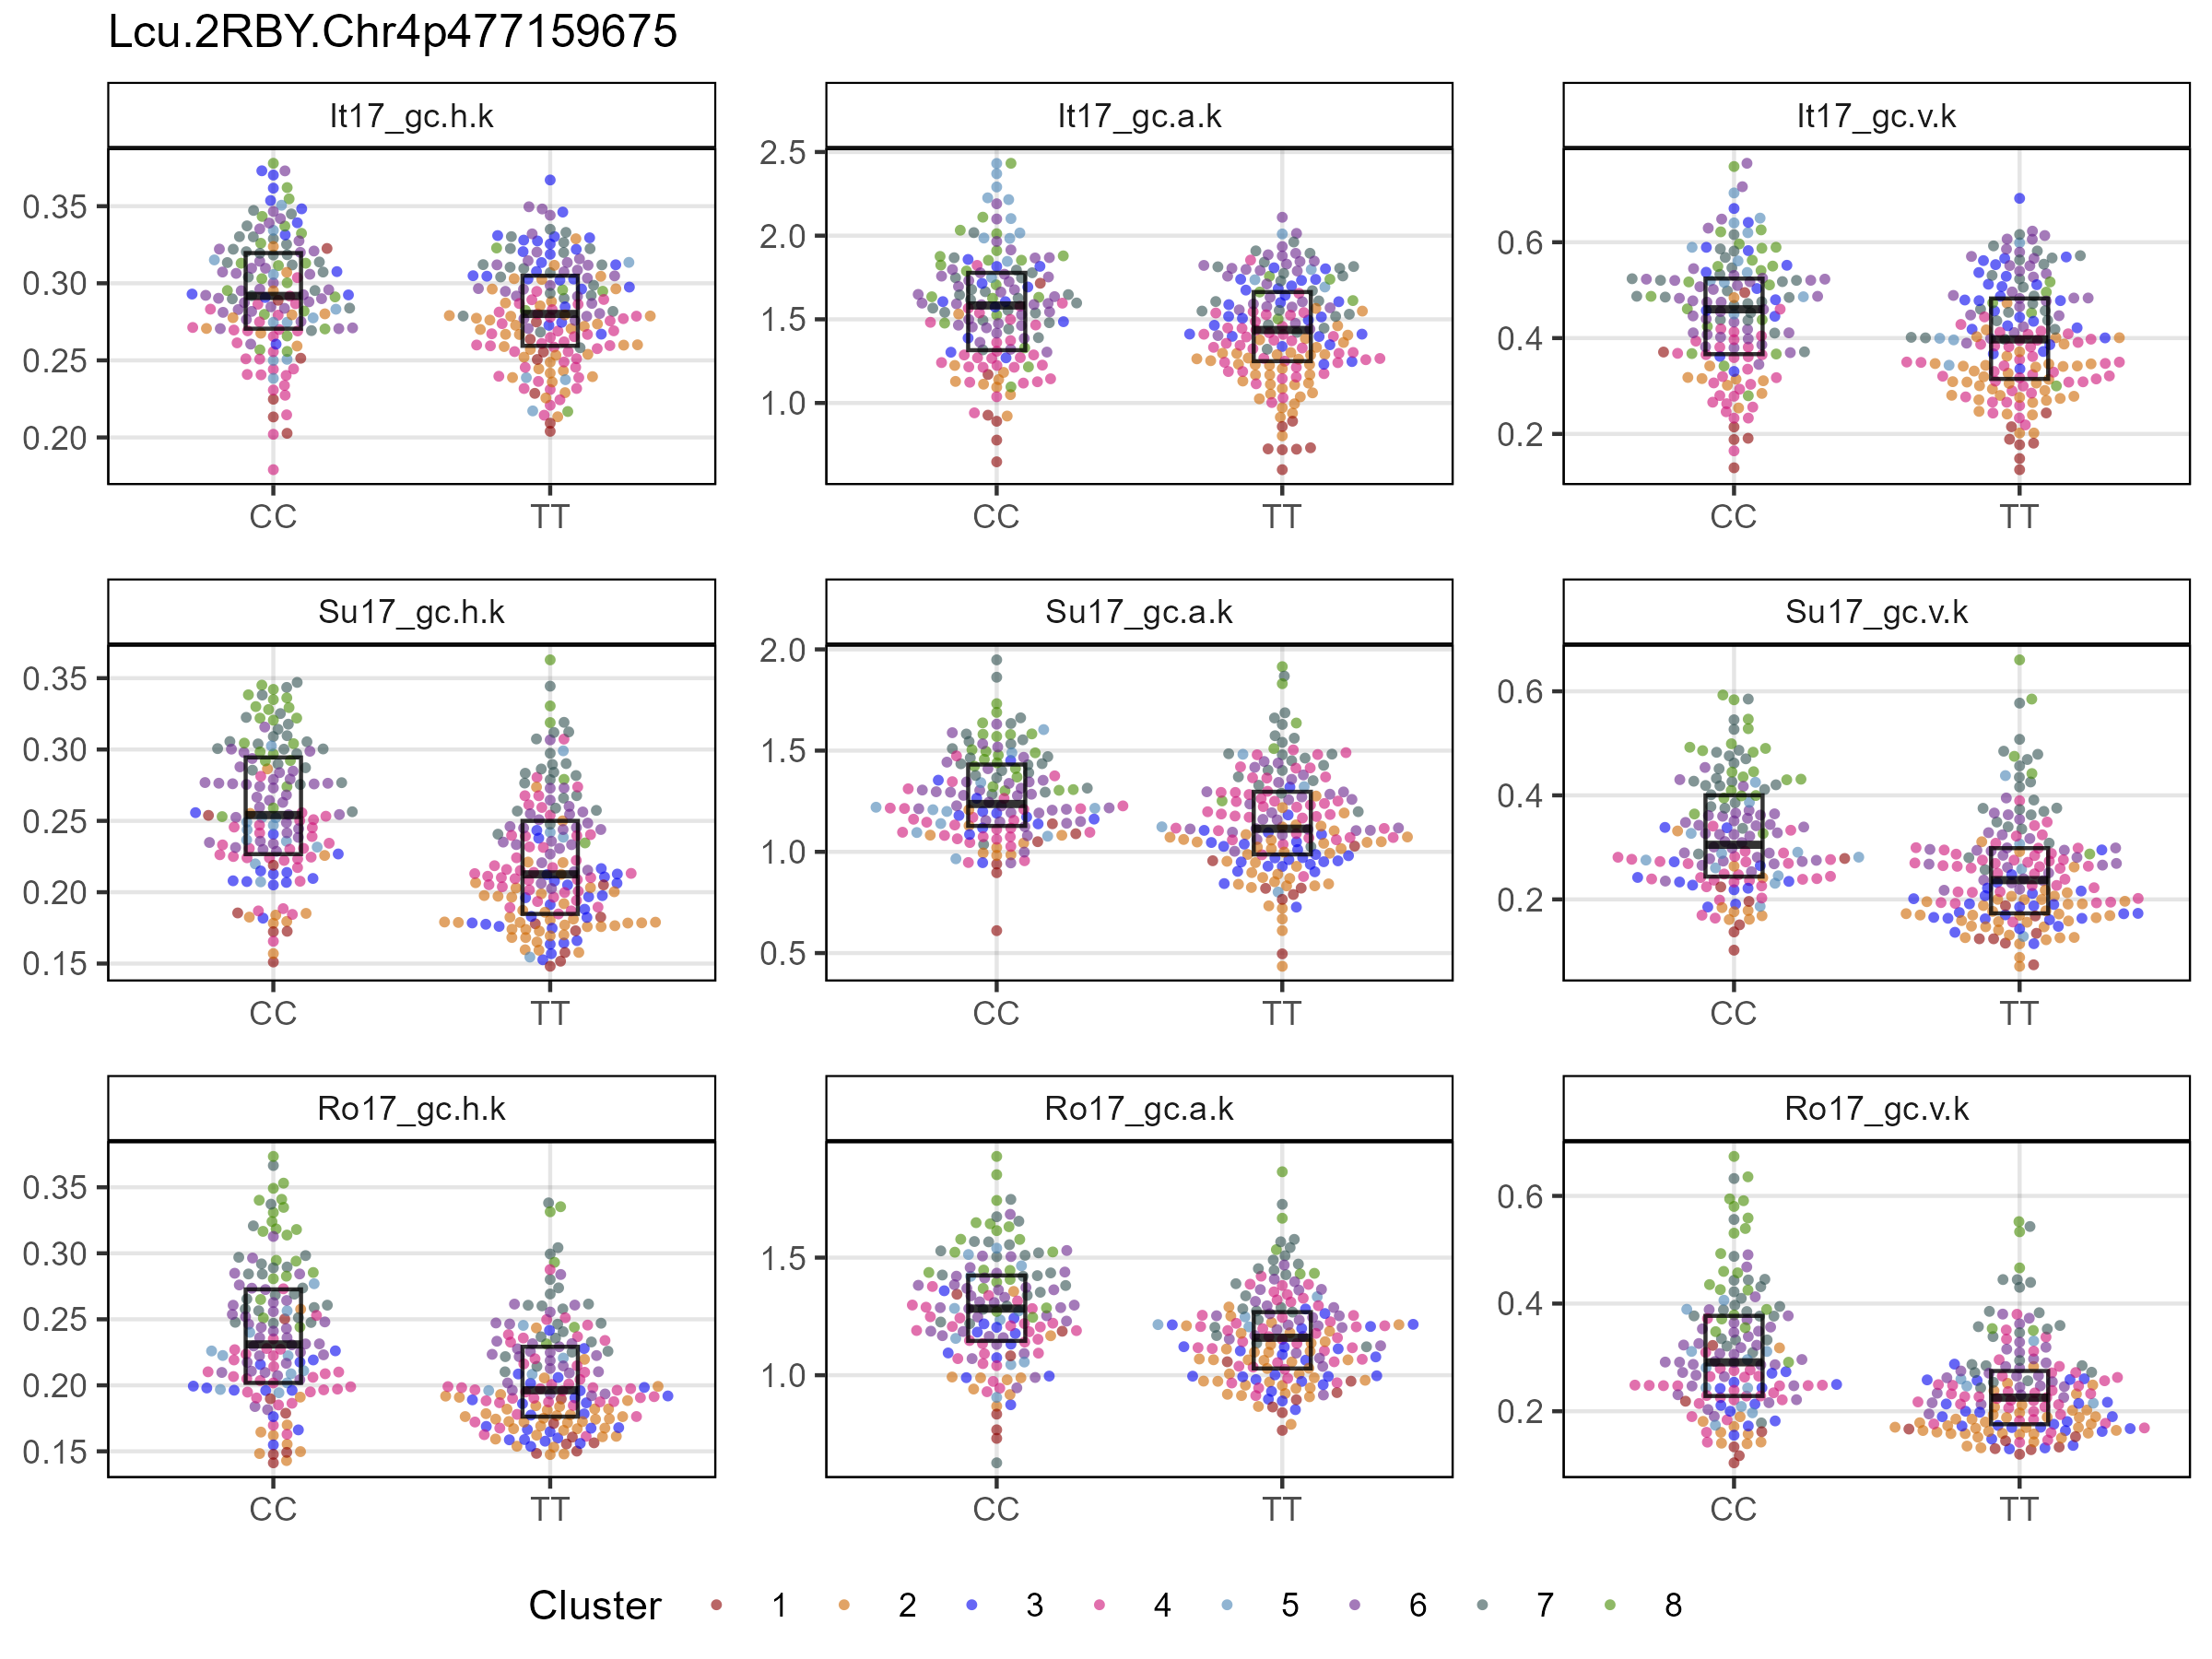 Lcu.2RBY.Chr4p477159675
It17_gc.h.k
It17_gc.a.k
It17_gc.v.k
0.35
0.30
0.25
0.20
CC
TT
2.5
2.0
1.5
1.0
CC
TT
0.6
0.4
0.2
CC
TT
Su17_gc.h.k
Su17_gc.a.k
Su17_gc.v.k
0.35
0.30
0.25
0.20
0.15
CC
TT
2.0
1.5
1.0
0.5
CC
TT
0.6
0.4
0.2
CC
TT
Ro17_gc.h.k
Ro17_gc.a.k
Ro17_gc.v.k
0.35
0.30
0.25
0.20
0.15
CC
TT
1.5
1.0
CC
TT
0.6
0.4
0.2
CC
TT
Cluster 1 2 3 4 5 6 7 8